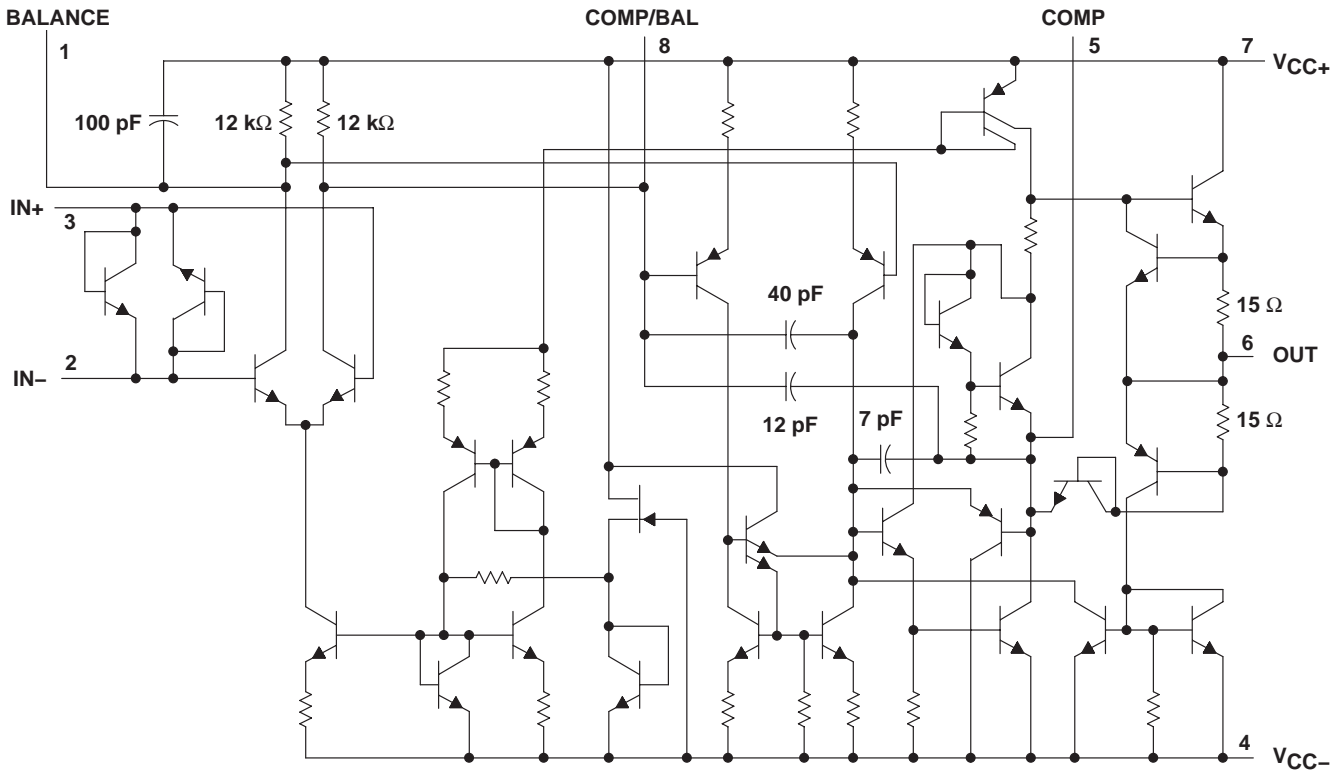 BALANCE
COMP/BAL
COMP
1
8
5
7
VCC+
100 pF
12 kΩ
12 kΩ
IN+
3
40 pF
15 Ω
6
OUT
2
IN−
12 pF
7 pF
15 Ω
4
VCC−